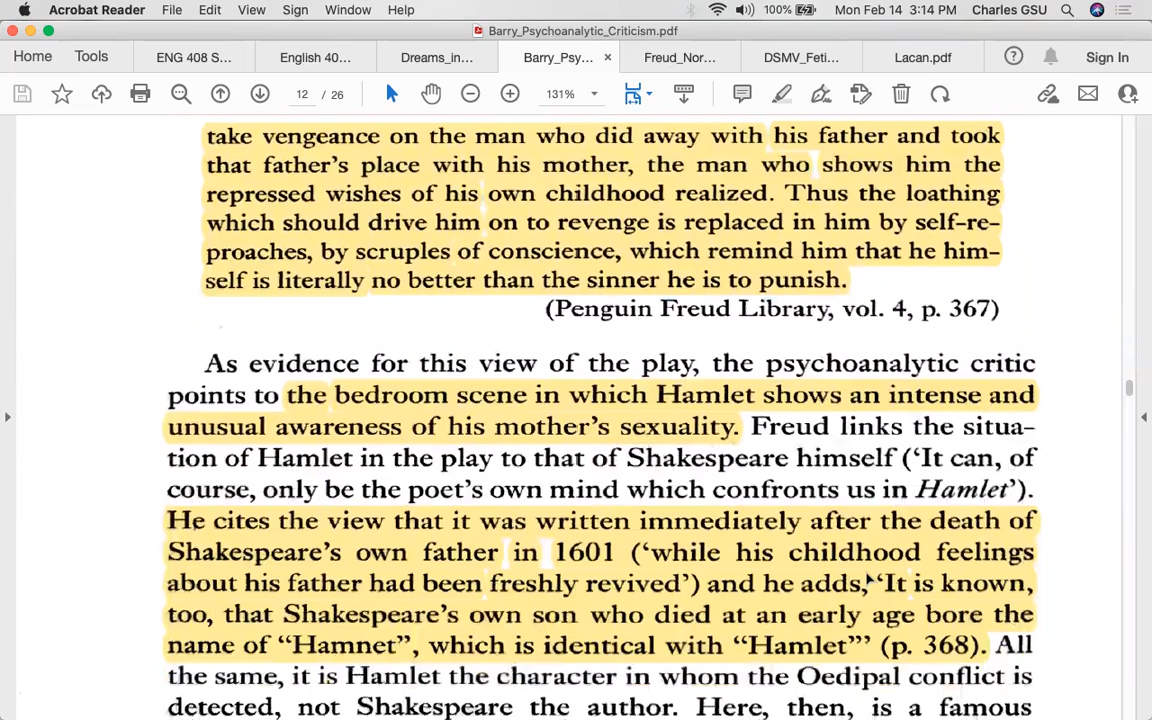 Acrobat Reader File Edit View Sign Window Help 100% Mon Feb 14 3:14 PM Charles GSU
Barry_Psychoanalytic_Criticism.pdf
Home Tools ENG 408 S... English 40... Dreams_in... Barry_Psy... × Freud_Nor... DSMV_Feti... Lacan.pdf Sign In
12 / 26 131%
take vengeance on the man who did away with his father and took
that father's place with his mother, the man who shows him the
repressed wishes of his own childhood realized. Thus the loathing
which should drive him on to revenge is replaced in him by self-re-
proaches, by scruples of conscience, which remind him that he him-
self is literally no better than the sinner he is to punish.
(Penguin Freud Library, vol. 4, p. 367)
As evidence for this view of the play, the psychoanalytic critic
points to the bedroom scene in which Hamlet shows an intense and
unusual awareness of his mother's sexuality. Freud links the situa-
tion of Hamlet in the play to that of Shakespeare himself ('It can, of
course, only be the poet's own mind which confronts us in Hamlet').
He cites the view that it was written immediately after the death of
Shakespeare's own father in 1601 ('while his childhood feelings
about his father had been freshly revived') and he adds, 'It is known,
too, that Shakespeare's own son who died at an early age bore the
name of "Hamnet", which is identical with "Hamlet"' (p. 368). All
the same, it is Hamlet the character in whom the Oedipal conflict is
detected, not Shakespeare the author. Here, then, is a famous